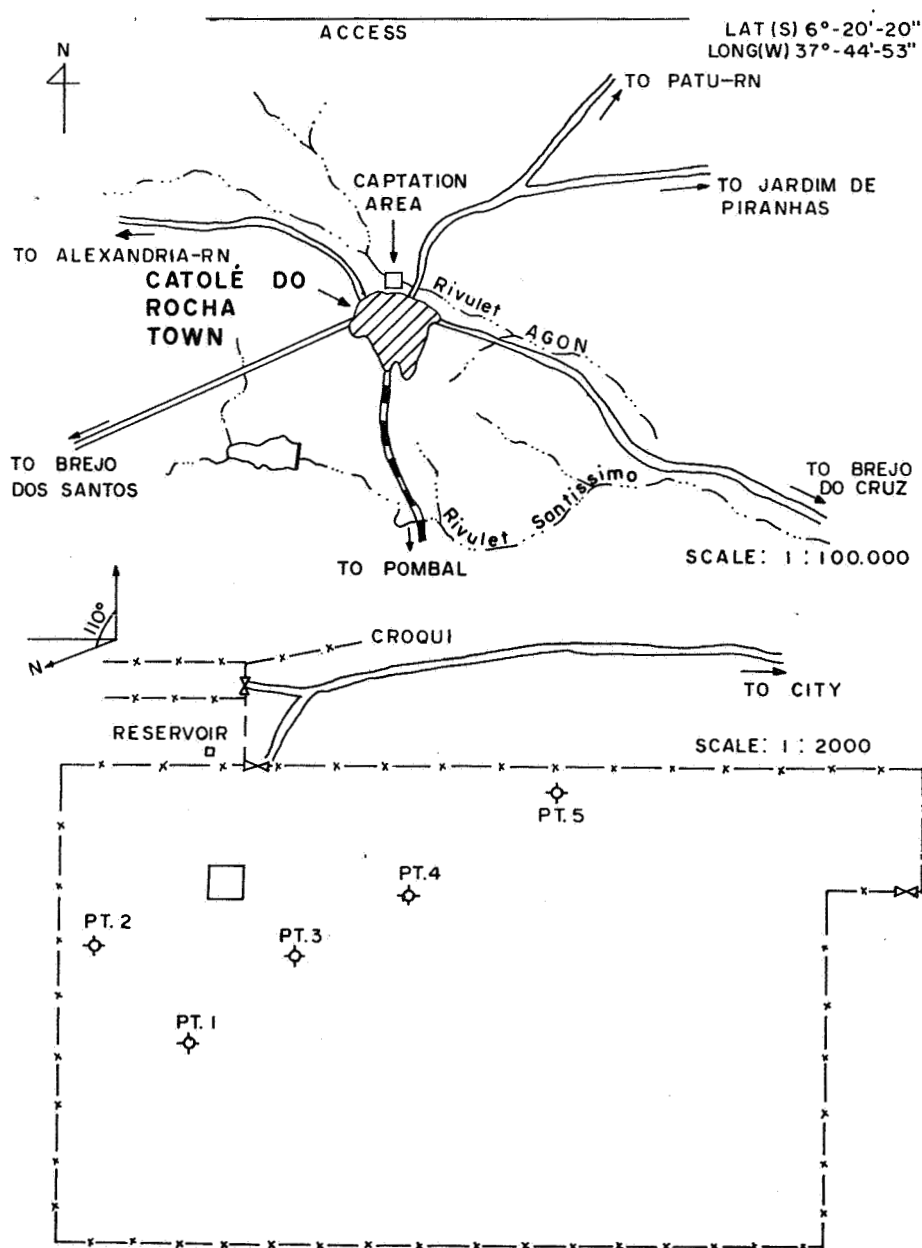 ACCESS
LAT (S) 6°-20'-20"
LONG(W) 37°-44'-53"
N
TO PATU-RN
CAPTATION
AREA
TO JARDIM DE
PIRANHAS
TO ALEXANDRIA-RN
CATOLÉ DO
ROCHA
TOWN
Rivulet AGON
TO BREJO
DOS SANTOS
TO BREJO
DO CRUZ
Rivulet Santissimo
TO POMBAL
SCALE: 1 : 100.000
110°
N
CROQUI
TO CITY
RESERVOIR
SCALE: 1 : 2000
PT. 5
PT.4
PT. 2
PT. 3
PT. 1